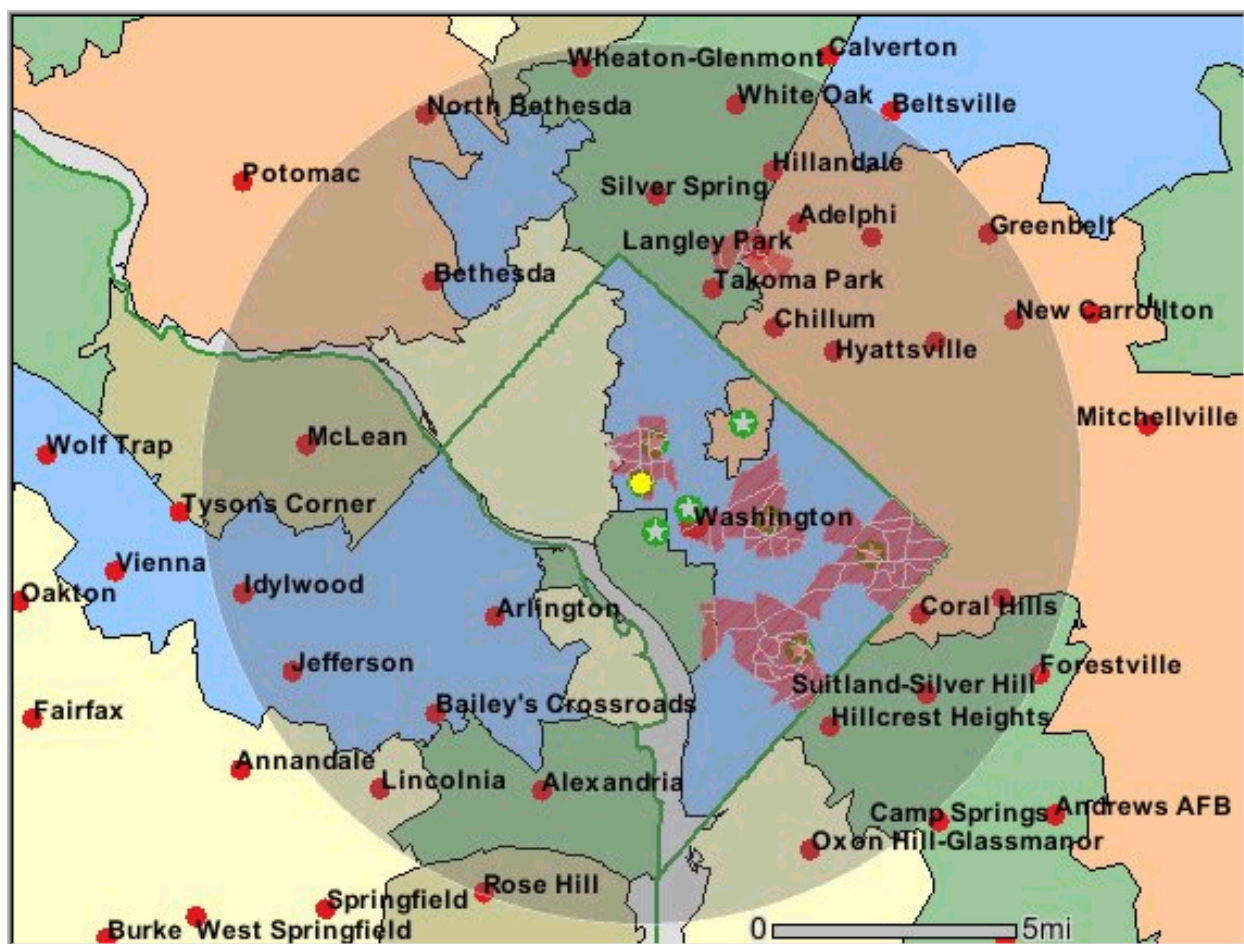 Calverton
Wheaton-Glenmont
White Oak
Beltsville
North Bethesda
Hillandale
Potomac
Silver Spring
Adelphi
Greenbelt
Langley Park
Bethesda
Takoma Park
New Carrollton
Chillum
Hyattsville
Mitchellville
McLean
Wolf Trap
Tysons Corner
Washington
Vienna
Idylwood
Oakton
Arlington
Coral Hills
Jefferson
Forestville
Suitland-Silver Hill
Bailey's Crossroads
Fairfax
Hillcrest Heights
Annandale
Lincolnia
Alexandria
Camp Springs
Andrews AFB
Oxon Hill-Glassmanor
Rose Hill
Springfield
Burke
West Springfield
0
5mi